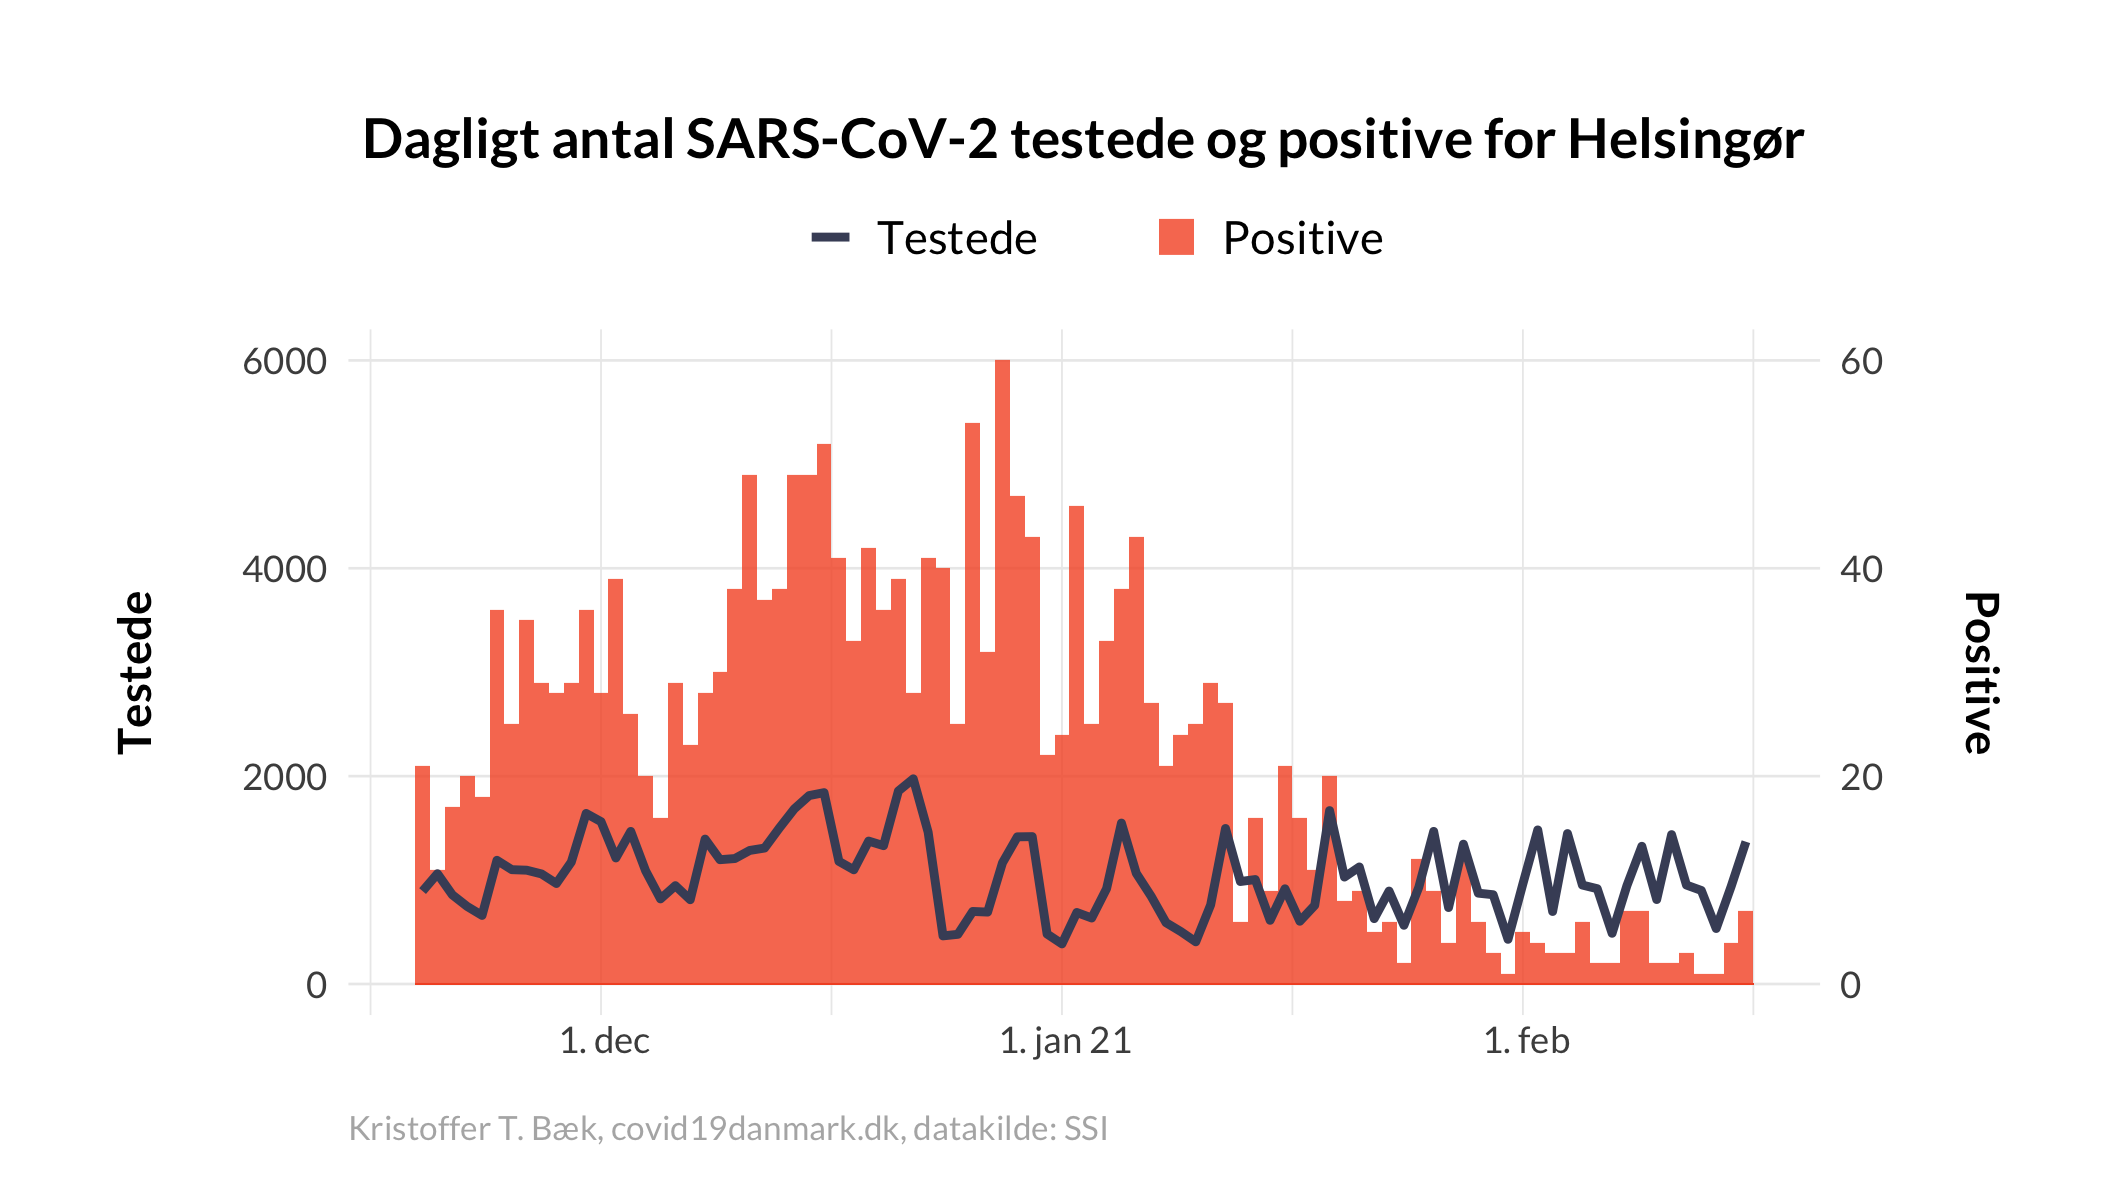 Dagligt antal SARS-CoV-2 testede og positive for Helsingør
Testede
Positive
6000
4000
2000
0
Testede
60
40
20
0
Positive
1. dec
1. jan 21
1. feb
Kristoffer T. Bæk, covid19danmark.dk, datakilde: SSI